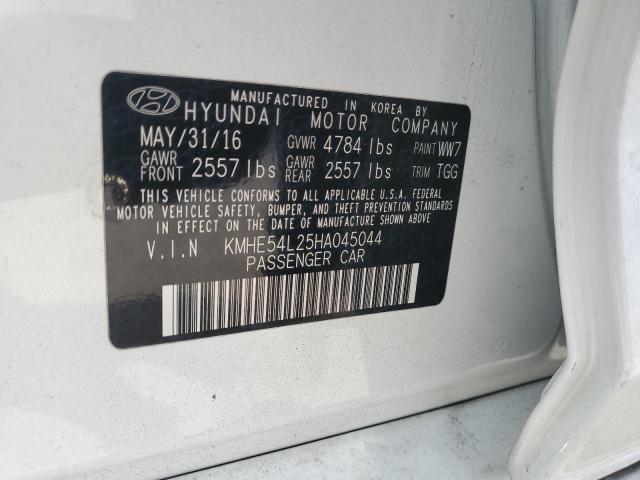 MANUFACTURED IN KOREA BY
HYUNDAI MOTOR COMPANY
MAY/31/16 GVWR 4784 lbs PAINT WW7
GAWR FRONT 2557 lbs GAWR REAR 2557 lbs TRIM TGG
THIS VEHICLE CONFORMS TO ALL APPLICABLE U.S.A. FEDERAL
MOTOR VEHICLE SAFETY, BUMPER, AND THEFT PREVENTION
STANDARDS IN EFFECT ON THE DATE OF MANUFACTURE SHOWN ABOVE.
V.I.N KMHE54L25HA045044
PASSENGER CAR